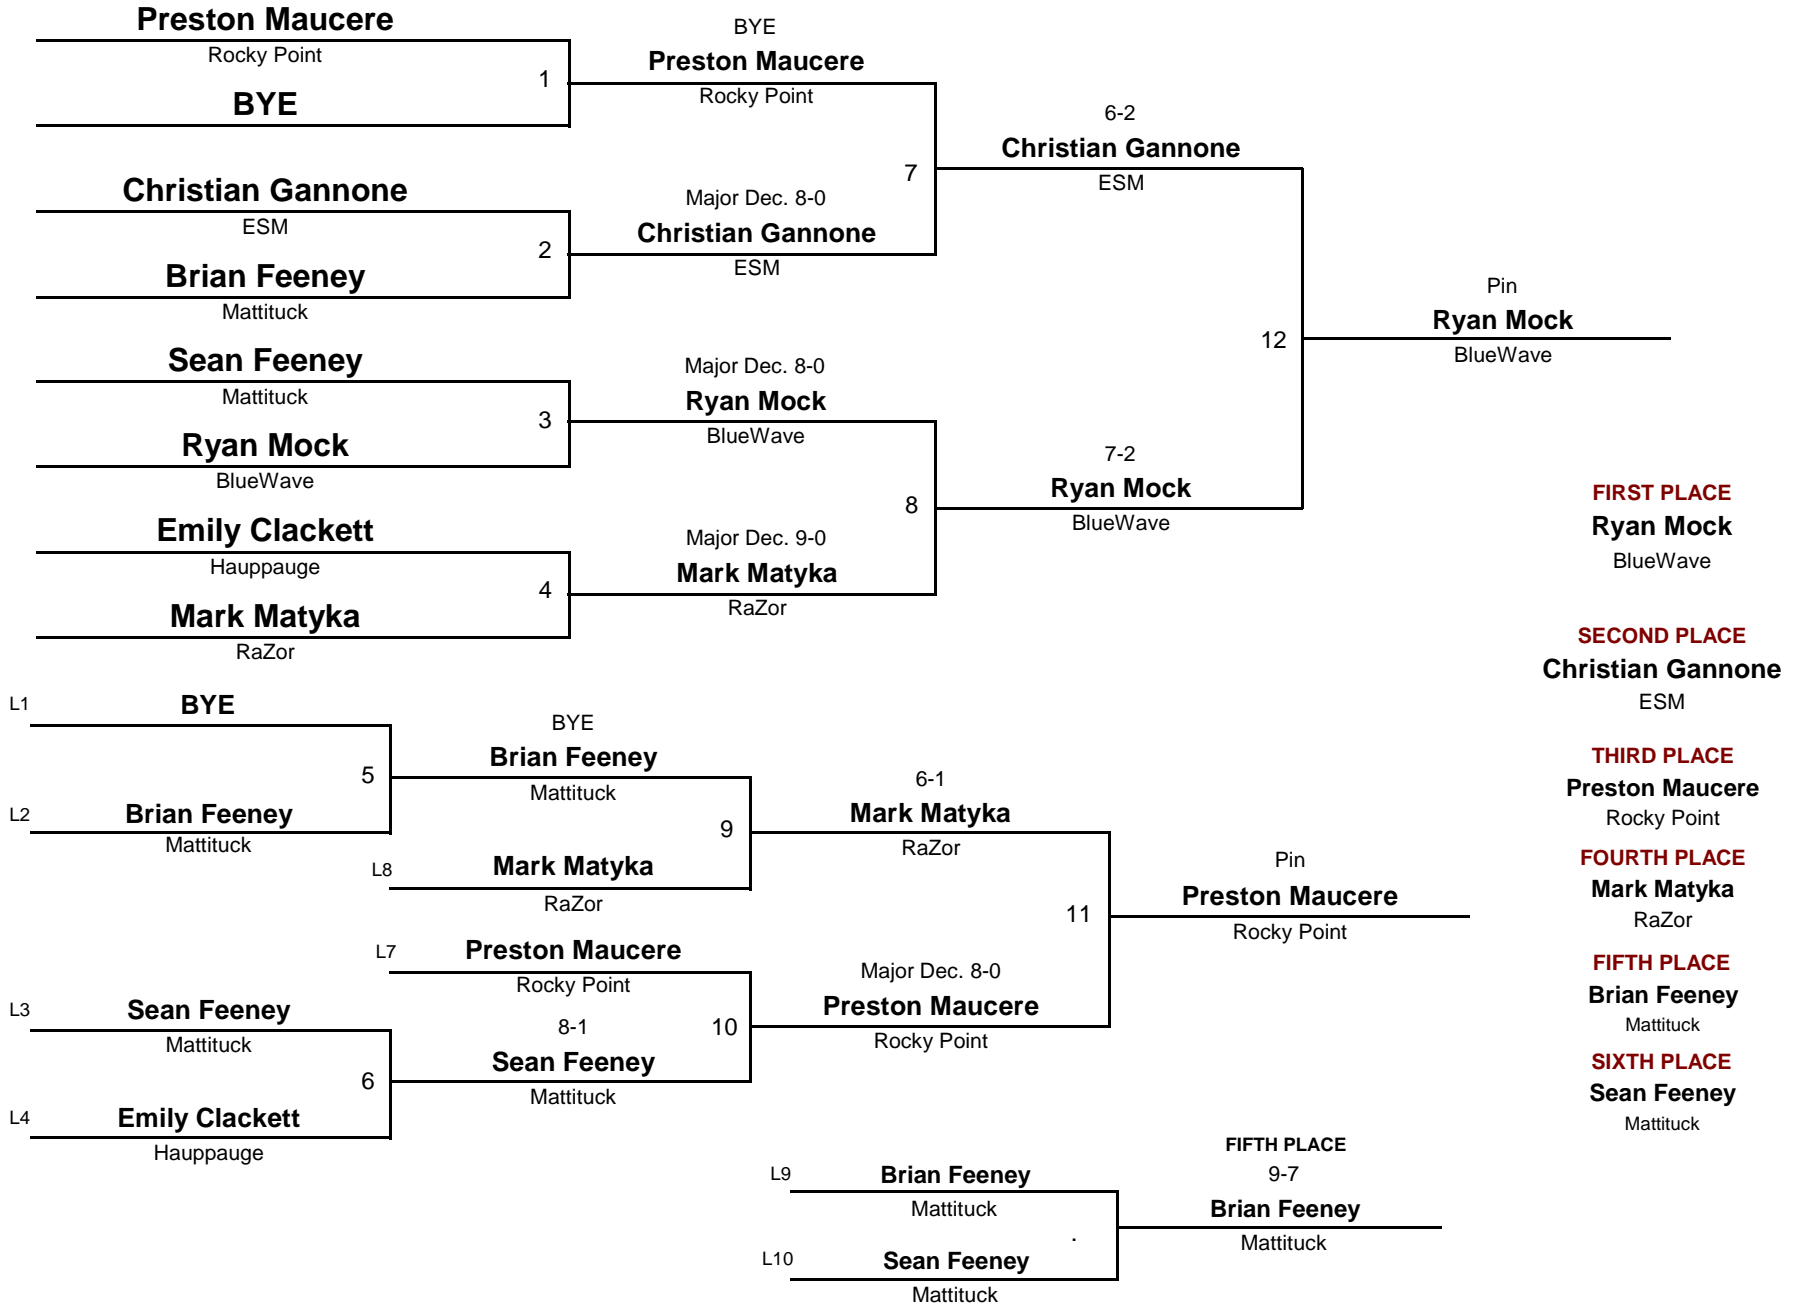 Preston Maucere
Rocky Point
1
BYE
BYE
Preston Maucere
Rocky Point
Christian Gannone
ESM
2
Brian Feeney
Mattituck
Major Dec. 8-0
Christian Gannone
ESM
7
6-2
Christian Gannone
ESM
Sean Feeney
Mattituck
3
Ryan Mock
BlueWave
Major Dec. 8-0
Ryan Mock
BlueWave
Emily Clackett
Hauppauge
4
Mark Matyka
RaZor
Major Dec. 9-0
Mark Matyka
RaZor
8
7-2
Ryan Mock
BlueWave
12
Pin
Ryan Mock
BlueWave
FIRST PLACE
Ryan Mock
BlueWave
SECOND PLACE
Christian Gannone
ESM
THIRD PLACE
Preston Maucere
Rocky Point
FOURTH PLACE
Mark Matyka
RaZor
FIFTH PLACE
Brian Feeney
Mattituck
SIXTH PLACE
Sean Feeney
Mattituck
L1
BYE
5
L2
Brian Feeney
Mattituck
BYE
Brian Feeney
Mattituck
9
L8
Mark Matyka
RaZor
6-1
Mark Matyka
RaZor
L7
Preston Maucere
Rocky Point
L3
Sean Feeney
Mattituck
6
L4
Emily Clackett
Hauppauge
8-1
Sean Feeney
Mattituck
10
Major Dec. 8-0
Preston Maucere
Rocky Point
11
Pin
Preston Maucere
Rocky Point
L9
Brian Feeney
Mattituck
.
L10
Sean Feeney
Mattituck
FIFTH PLACE
9-7
Brian Feeney
Mattituck